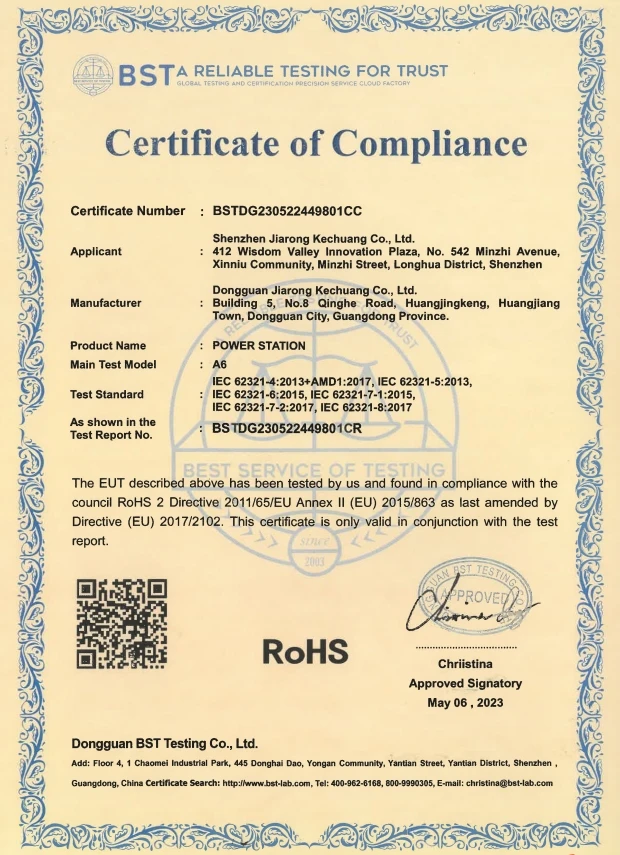 BST A RELIABLE TESTING FOR TRUST
GLOBAL TESTING AND CERTIFICATION PRECISION SERVICE CLOUD FACTORY
Certificate of Compliance
Certificate Number : BSTDG230522449801CC
Shenzhen Jiarong Kechuang Co., Ltd.
Applicant : 412 Wisdom Valley Innovation Plaza, No. 542 Minzhi Avenue,
Xinniu Community, Minzhi Street, Longhua District, Shenzhen
Dongguan Jiarong Kechuang Co., Ltd.
Manufacturer : Building 5, No.8 Qinghe Road, Huangjingkeng, Huangjiang
Town, Dongguan City, Guangdong Province.
Product Name : POWER STATION
Main Test Model : A6
IEC 62321-4:2013+AMD1:2017, IEC 62321-5:2013,
Test Standard : IEC 62321-6:2015, IEC 62321-7-1:2015,
IEC 62321-7-2:2017, IEC 62321-8:2017
As shown in the
Test Report No. : BSTDG230522449801CR
BEST SERVICE OF TESTING
The EUT described above has been tested by us and found in compliance with the
council RoHS 2 Directive 2011/65/EU Annex II (EU) 2015/863 as last amended by
Directive (EU) 2017/2102. This certificate is only valid in conjunction with the test
report.
since
2003
APPROVED
RoHS
Chriistina
Approved Signatory
May 06 , 2023
Dongguan BST Testing Co., Ltd.
Add: Floor 4, 1 Chaomei Industrial Park, 445 Donghai Dao, Yongan Community, Yantian Street, Yantian District, Shenzhen ,
Guangdong, China Certificate Search: http://www.bst-lab.com, Tel: 400-962-6168, 800-9990305, E-mail: christina@bst-lab.com